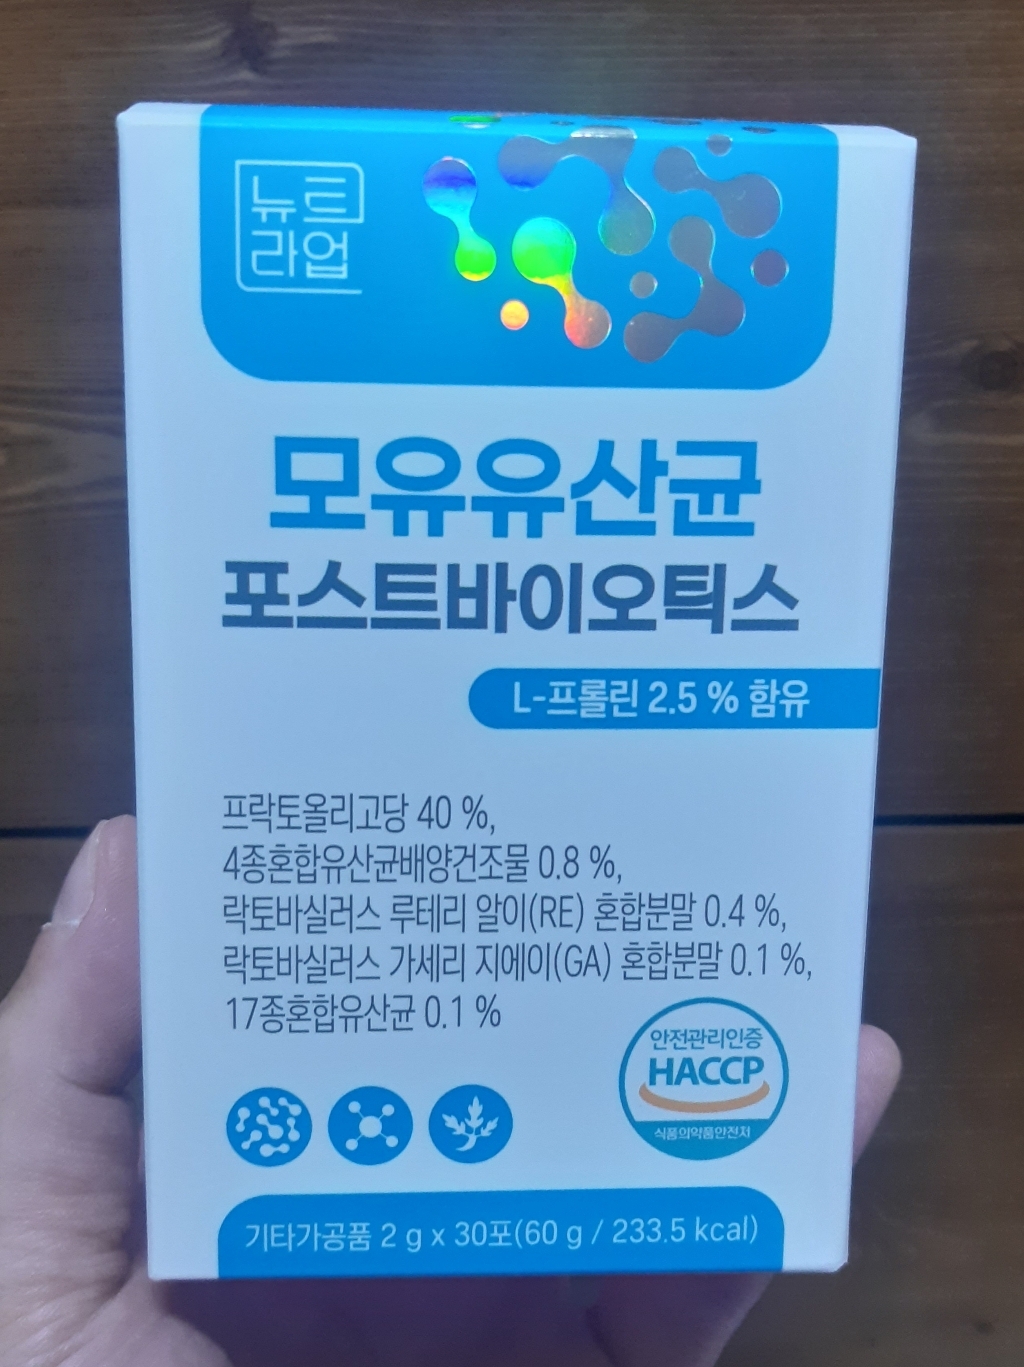 뉴트
라업
모유유산균
포스트바이오틱스
L-프롤린 2.5 % 함유
프락토올리고당 40 %,
4종혼합유산균배양건조물 0.8 %,
락토바실러스 루테리 알이(RE) 혼합분말 0.4 %,
락토바실러스 가세리 지에이(GA) 혼합분말 0.1 %,
17종혼합유산균 0.1 %
안전관리인증
HACCP
식품의약품안전처
기타가공품 2 g x 30포(60 g / 233.5 kcal)